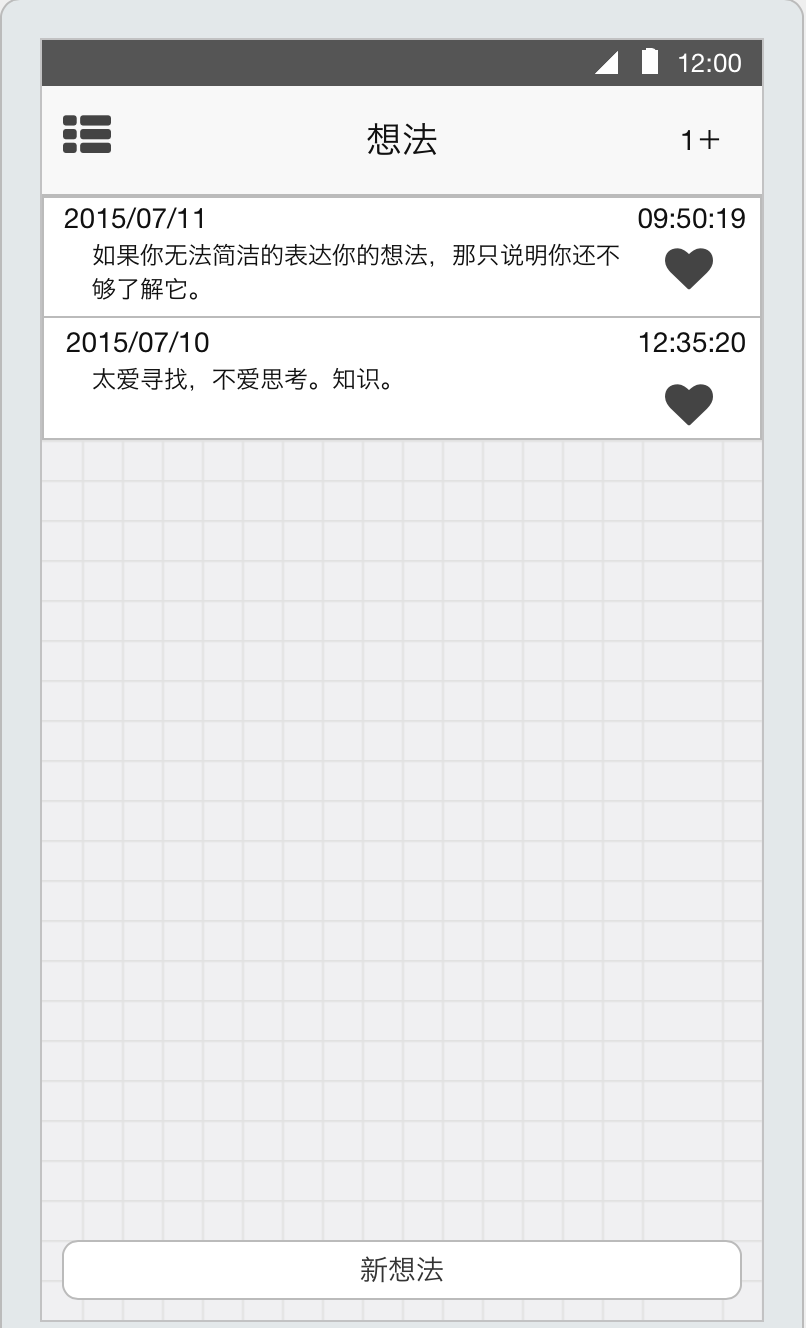 12:00
想法
1+
2015/07/11 09:50:19
如果你无法简洁的表达你的想法，那只说明你还不
够了解它。
2015/07/10 12:35:20
太爱寻找，不爱思考。知识。
新想法